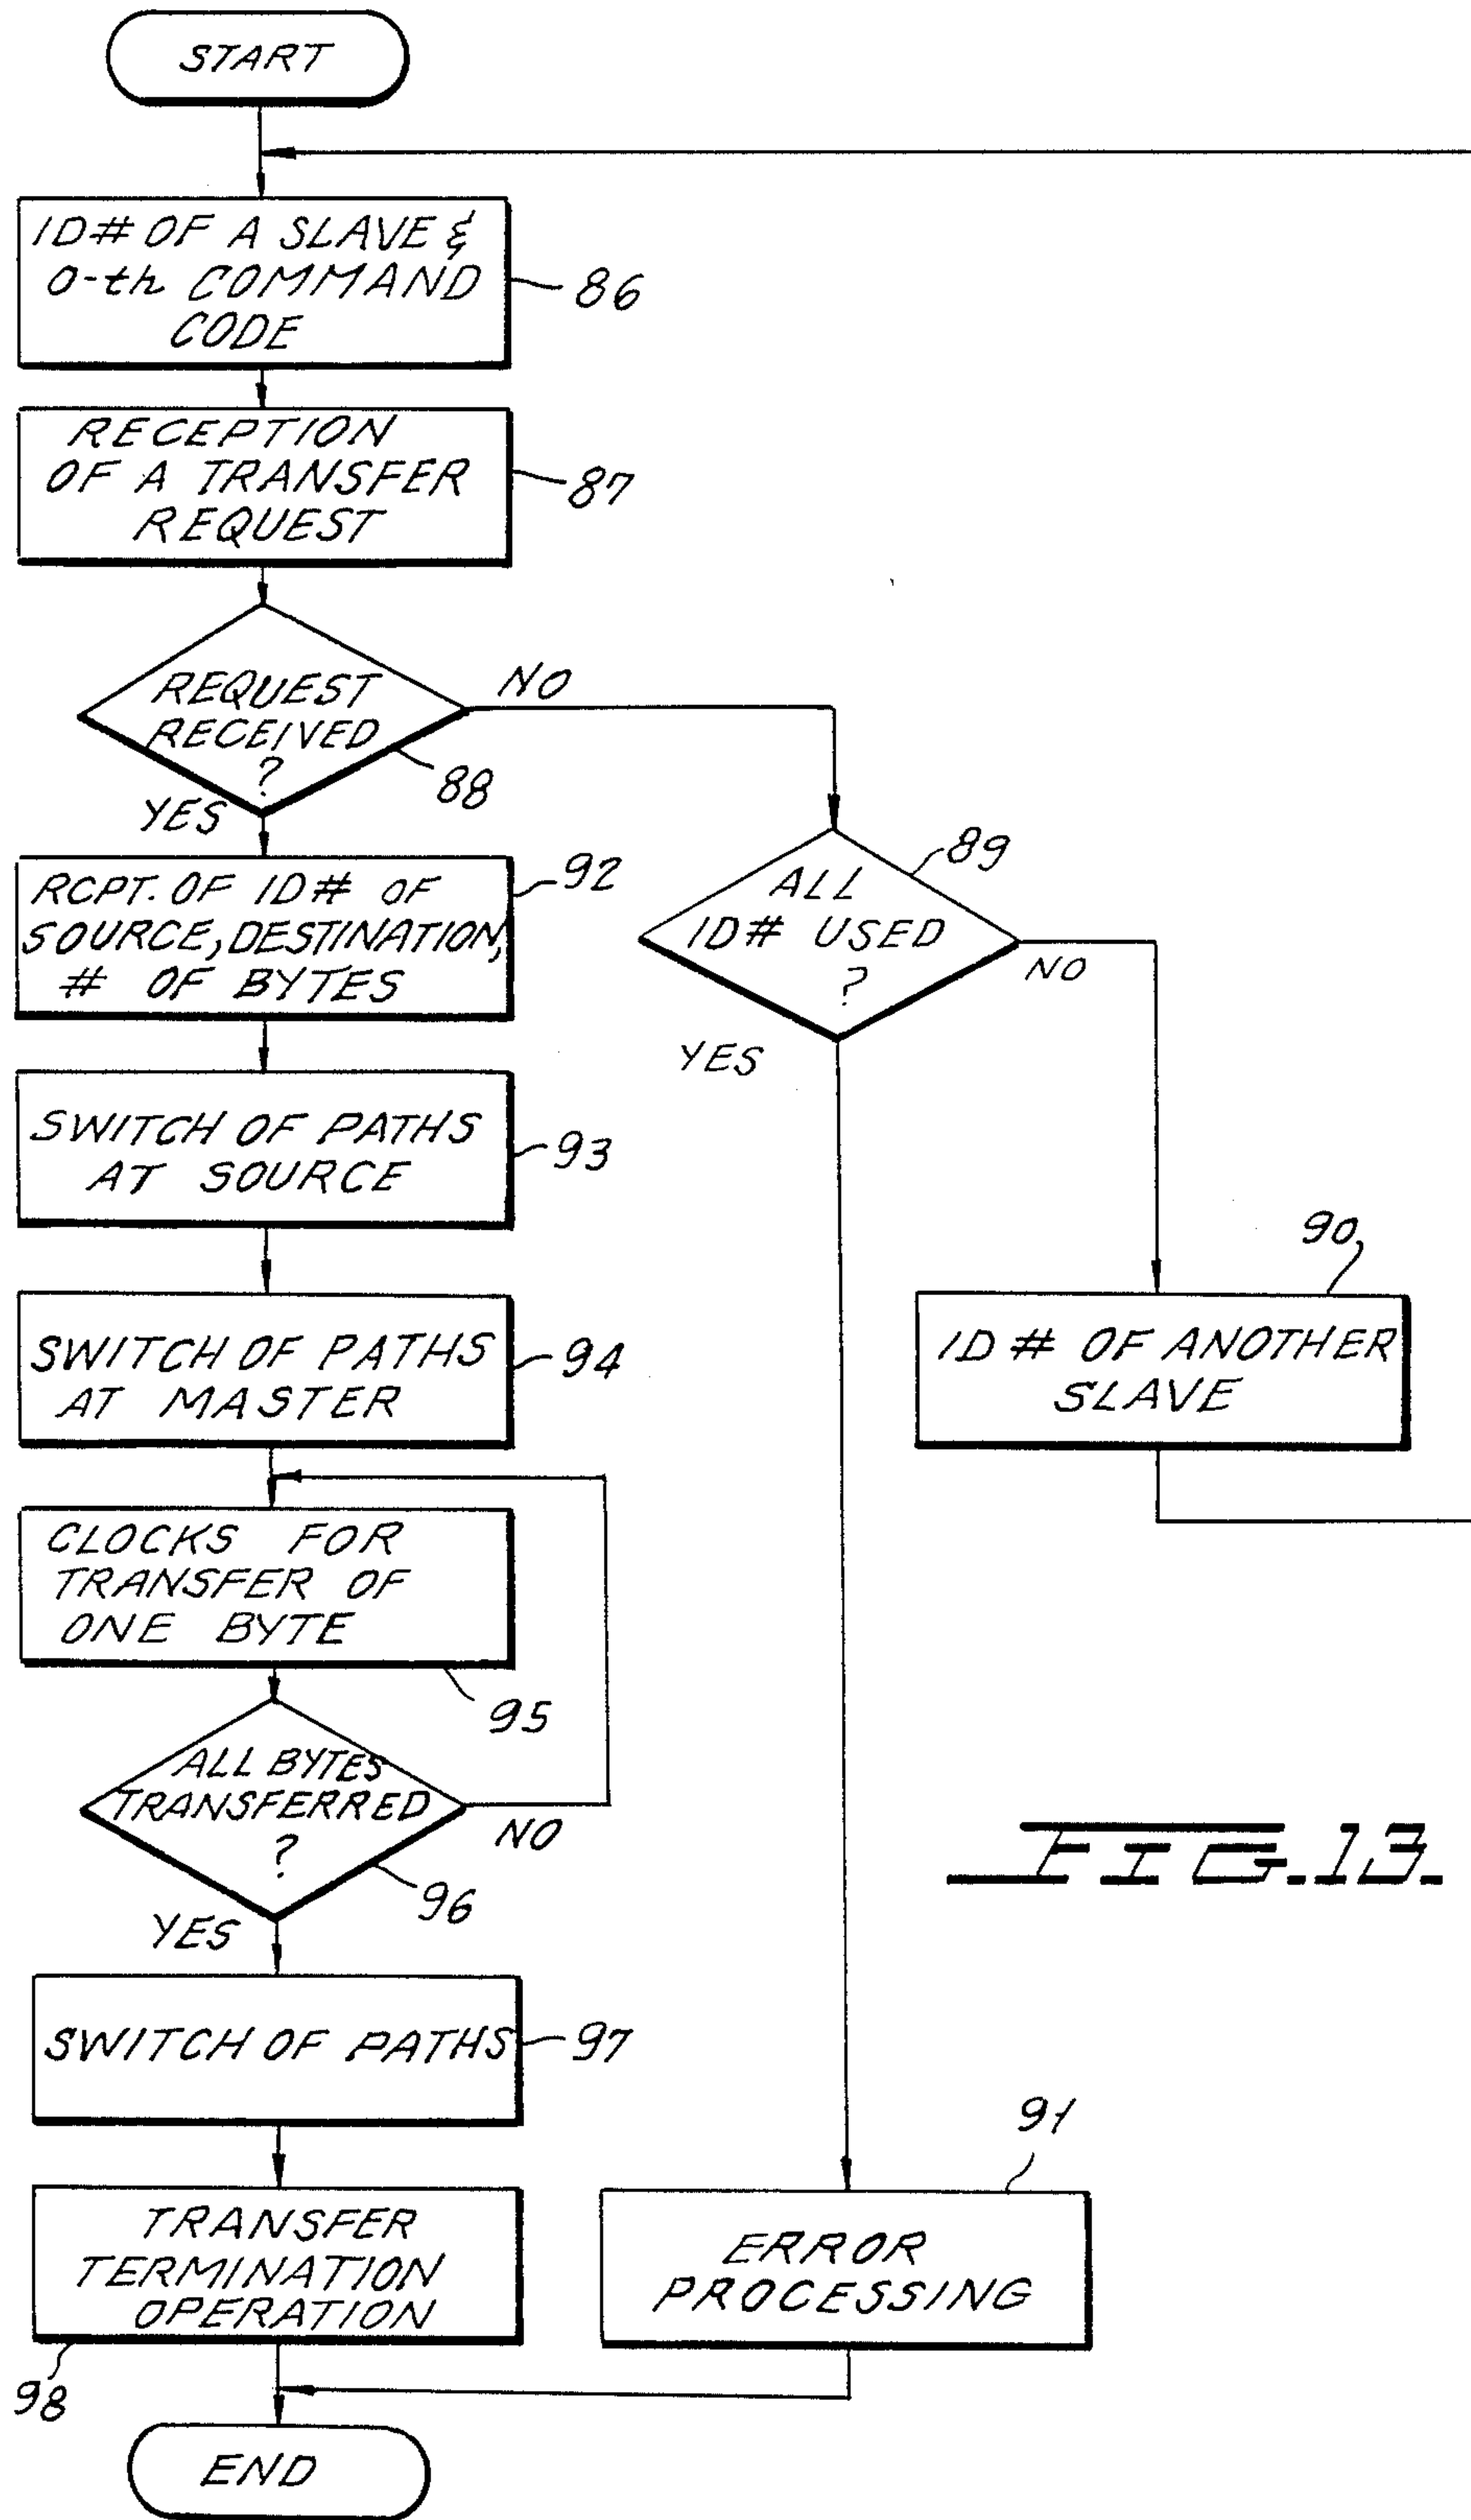 START
ID# OF A SLAVE &
0-th COMMAND
CODE
86
RECEPTION
OF A TRANSFER
REQUEST
87
REQUEST
RECEIVED
?
88
NO
YES
ALL
ID# USED
?
89
NO
YES
RCPT. OF ID# OF
SOURCE, DESTINATION,
# OF BYTES
92
SWITCH OF PATHS
AT SOURCE
93
90
ID # OF ANOTHER
SLAVE
SWITCH OF PATHS
AT MASTER
94
CLOCKS FOR
TRANSFER OF
ONE BYTE
95
ALL BYTES
TRANSFERRED
?
96
NO
YES
FIG. 13.
SWITCH OF PATHS
97
TRANSFER
TERMINATION
OPERATION
98
91
ERROR
PROCESSING
END